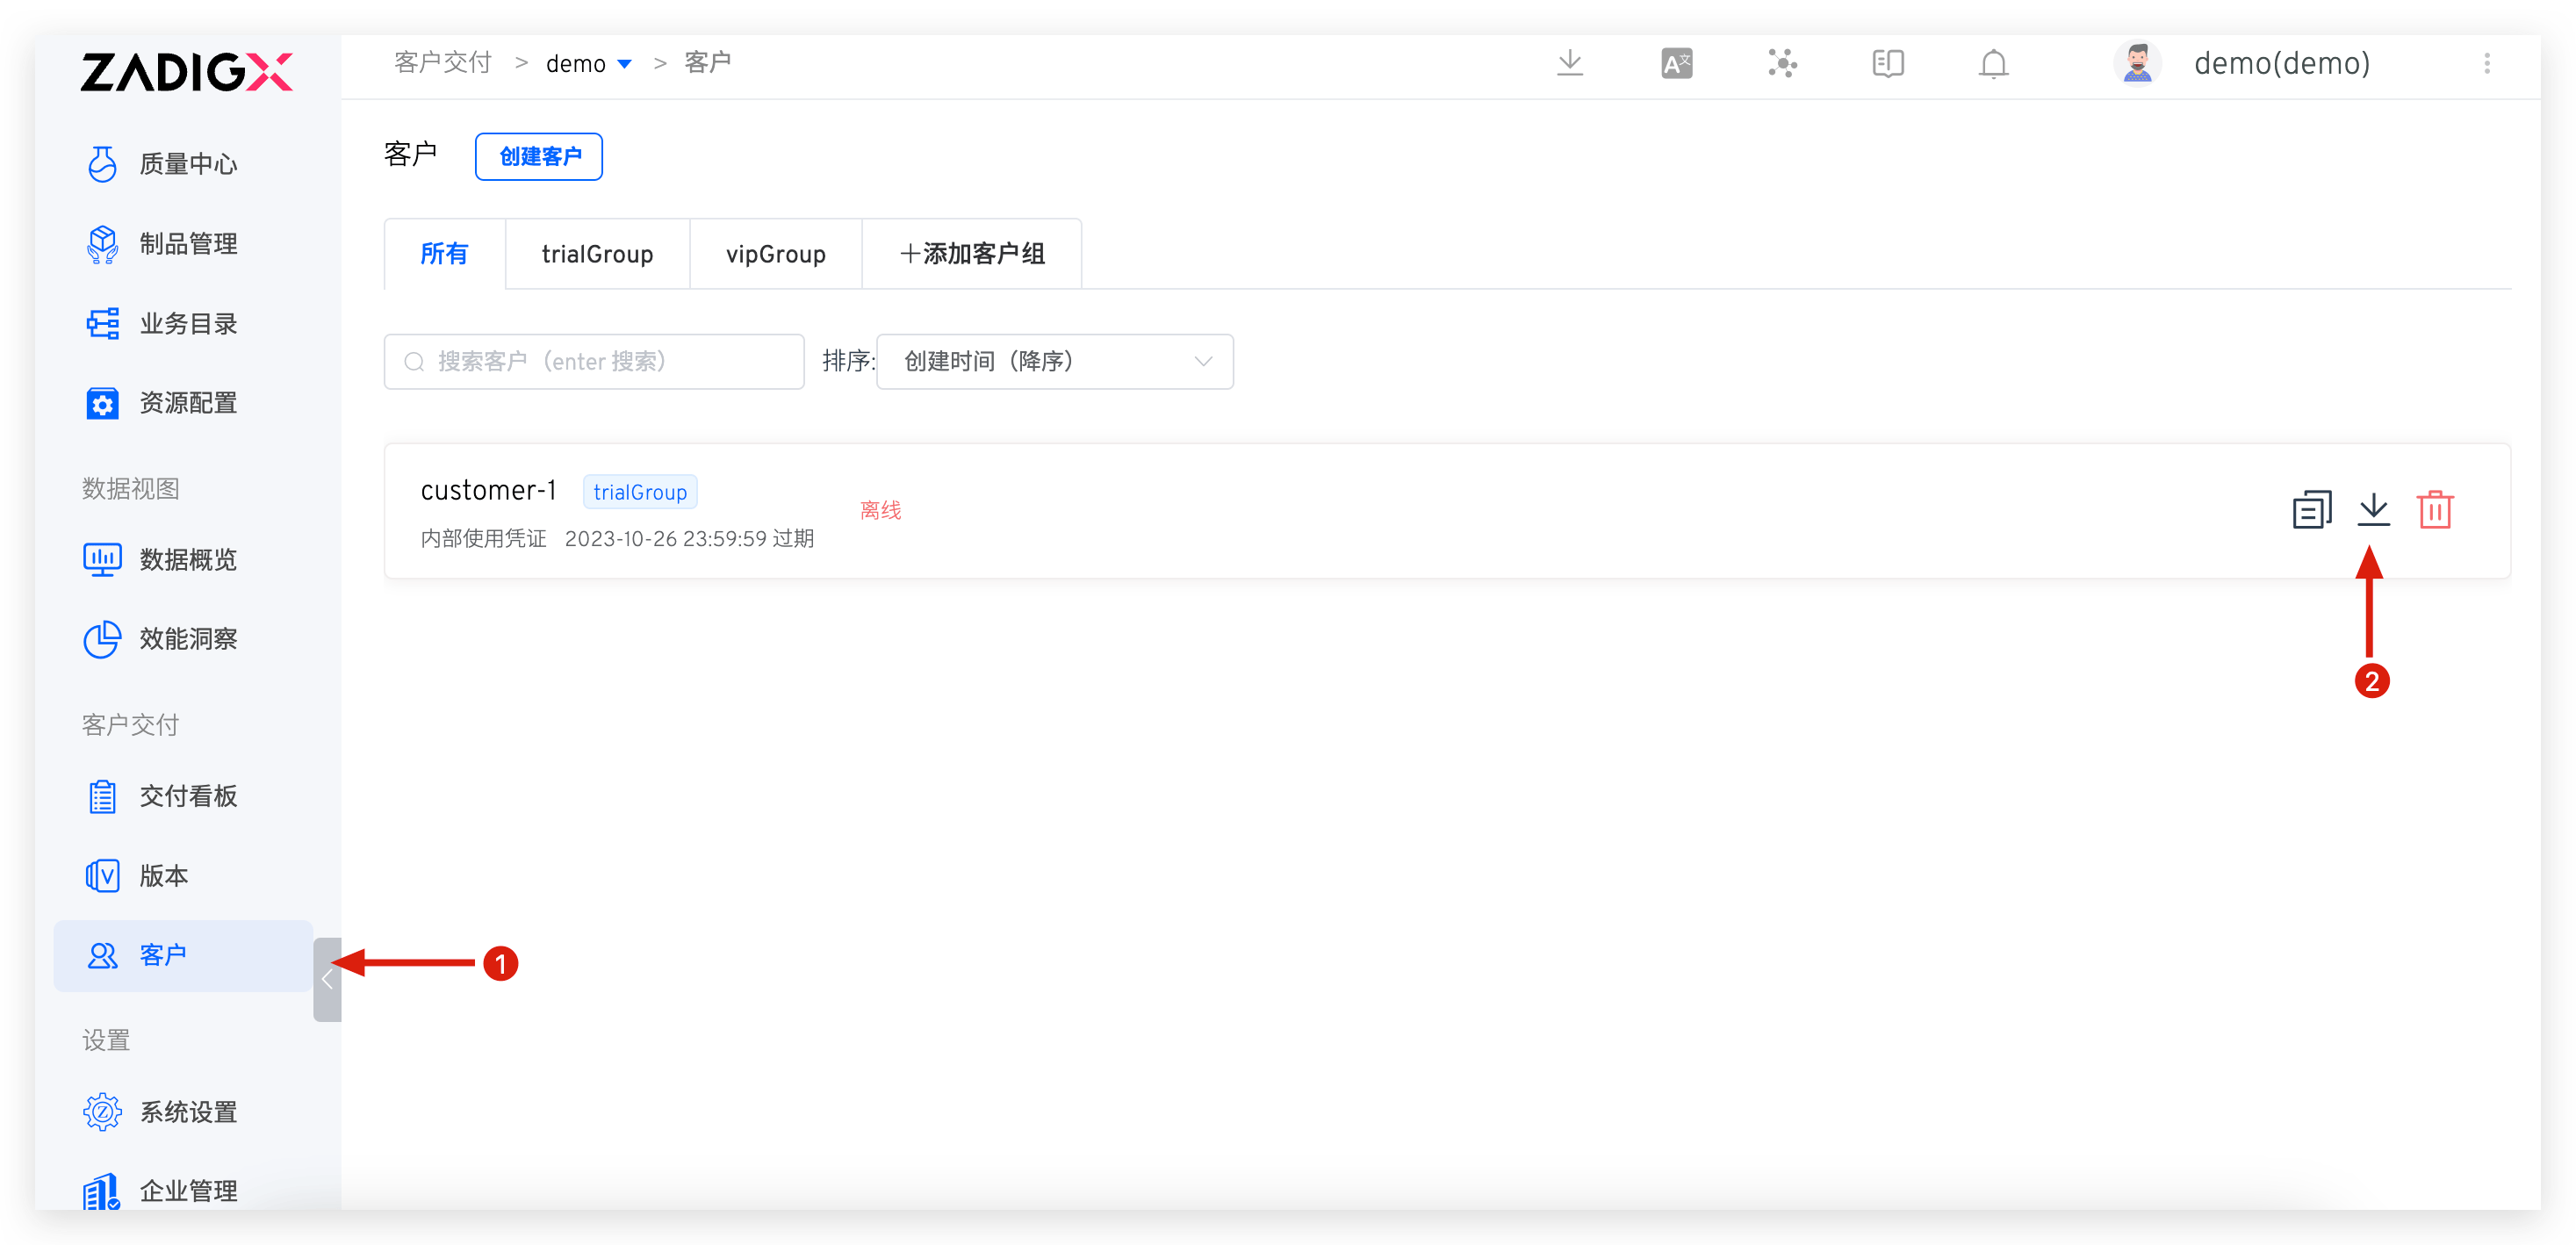 ZADIGX
质量中心
制品管理
业务目录
资源配置
数据视图
数据概览
效能洞察
客户交付
交付看板
版本
客户
设置
系统设置
企业管理
客户交付 > demo > 客户
demo(demo)
客户 创建客户
所有 trialGroup vipGroup +添加客户组
搜索客户（enter 搜索） 排序: 创建时间（降序）
customer-1 trialGroup
离线
内部使用凭证 2023-10-26 23:59:59 过期
2
1